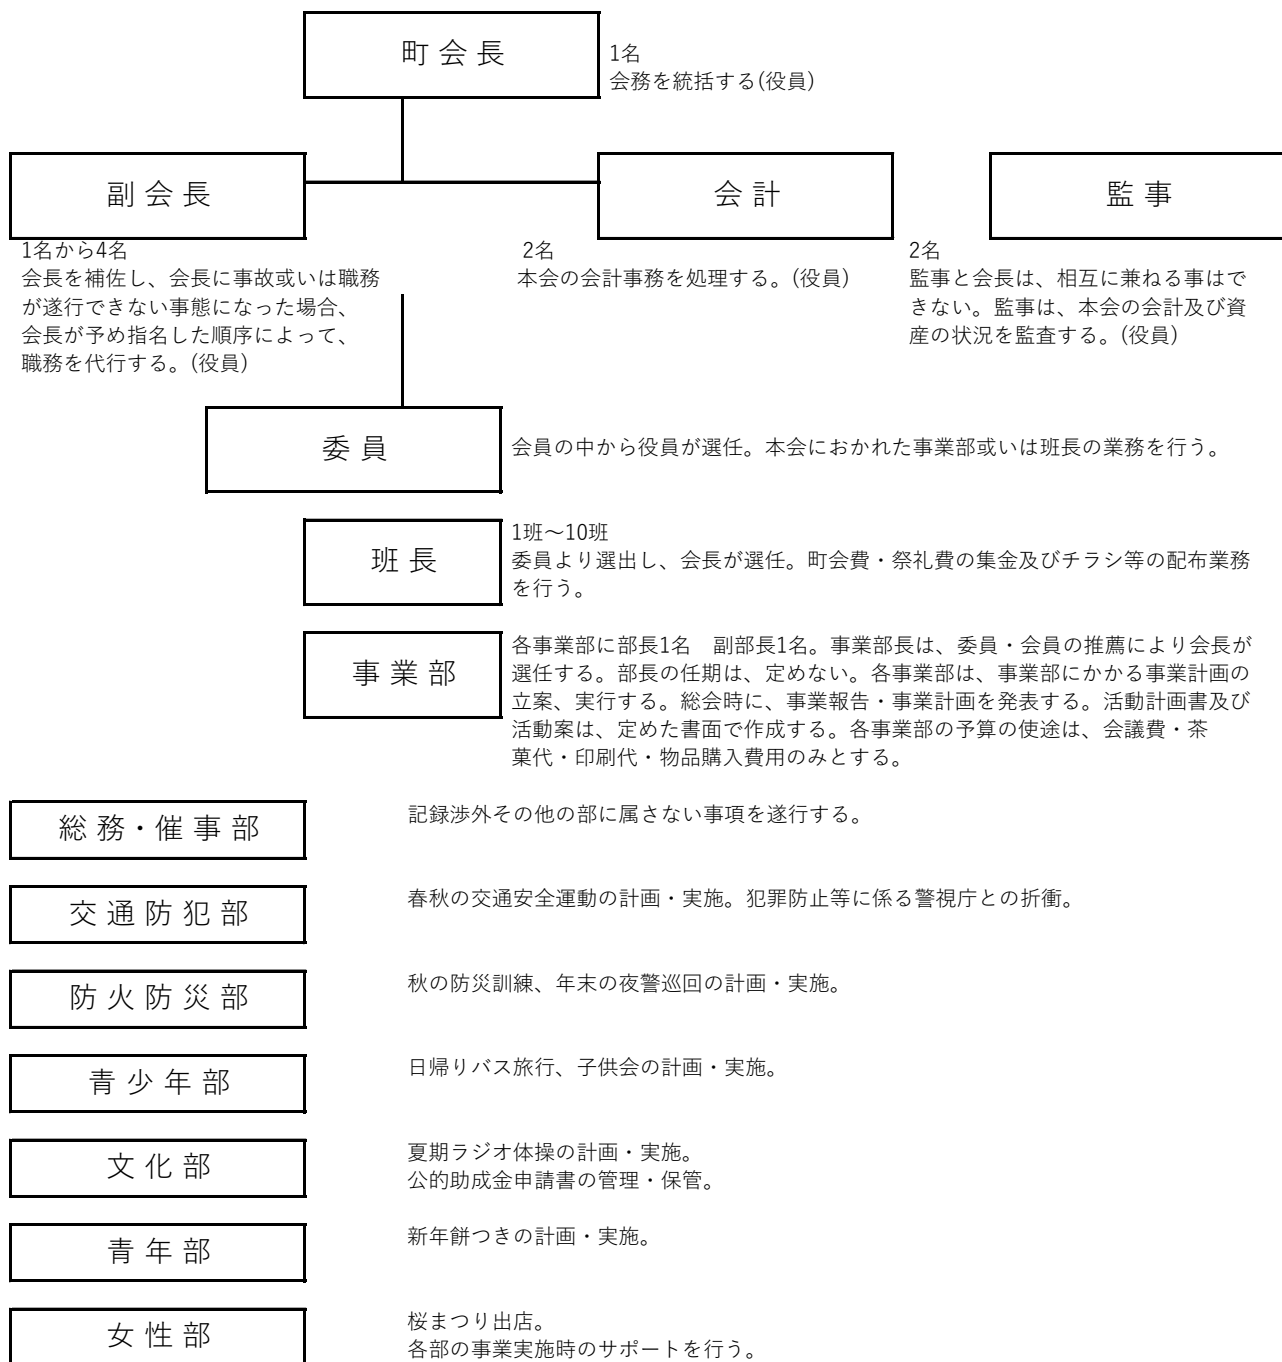 町会長
1名
会務を統括する(役員)
副会長
会計
監事
1名から4名
会長を補佐し、会長に事故或いは職務
が遂行できない事態になった場合、
会長が予め指名した順序によって、
職務を代行する。(役員)
2名
本会の会計事務を処理する。(役員)
2名
監事と会長は、相互に兼ねる事はで
きない。監事は、本会の会計及び資
産の状況を監査する。(役員)
委員
会員の中から役員が選任。本会におかれた事業部或いは班長の業務を行う。
班長
1班〜10班
委員より選出し、会長が選任。町会費・祭礼費の集金及びチラシ等の配布業務
を行う。
事業部
各事業部に部長1名　副部長1名。事業部長は、委員・会員の推薦により会長が
選任する。部長の任期は、定めない。各事業部は、事業部にかかる事業計画の
立案、実行する。総会時に、事業報告・事業計画を発表する。活動計画書及び
活動案は、定めた書面で作成する。各事業部の予算の使途は、会議費・茶
菓代・印刷代・物品購入費用のみとする。
総務・催事部
記録渉外その他の部に属さない事項を遂行する。
交通防犯部
春秋の交通安全運動の計画・実施。犯罪防止等に係る警視庁との折衝。
防火防災部
秋の防災訓練、年末の夜警巡回の計画・実施。
青少年部
日帰りバス旅行、子供会の計画・実施。
文化部
夏期ラジオ体操の計画・実施。
公的助成金申請書の管理・保管。
青年部
新年餅つきの計画・実施。
女性部
桜まつり出店。
各部の事業実施時のサポートを行う。